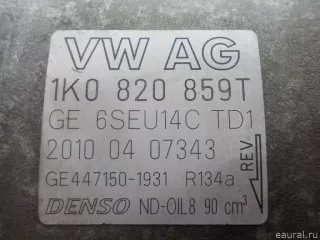 VW AG
1K0 820 859T
GE 6SEU14C TD1
2010 04 07343
GE447150-1931 R134a
REV.
DENSO ND-OIL8 90 cm³
eaural.ru